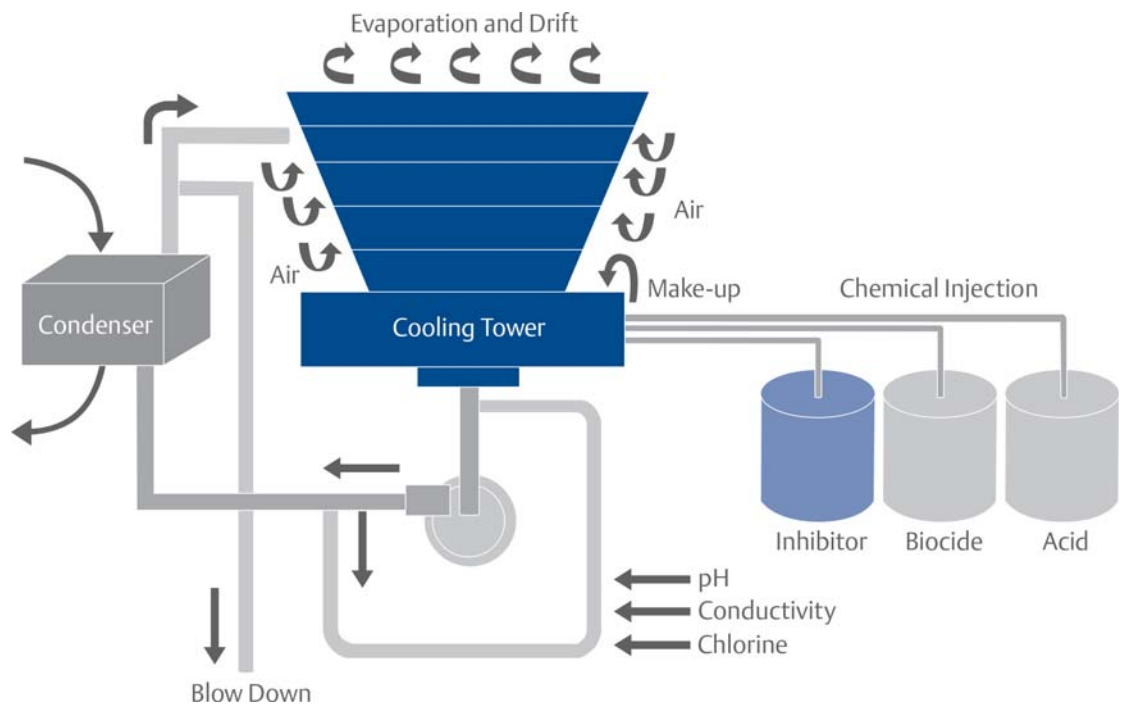 Evaporation and Drift
Air
Air
Make-up
Chemical Injection
Condenser
Cooling Tower
Inhibitor
Biocide
Acid
pH
Conductivity
Chlorine
Blow Down